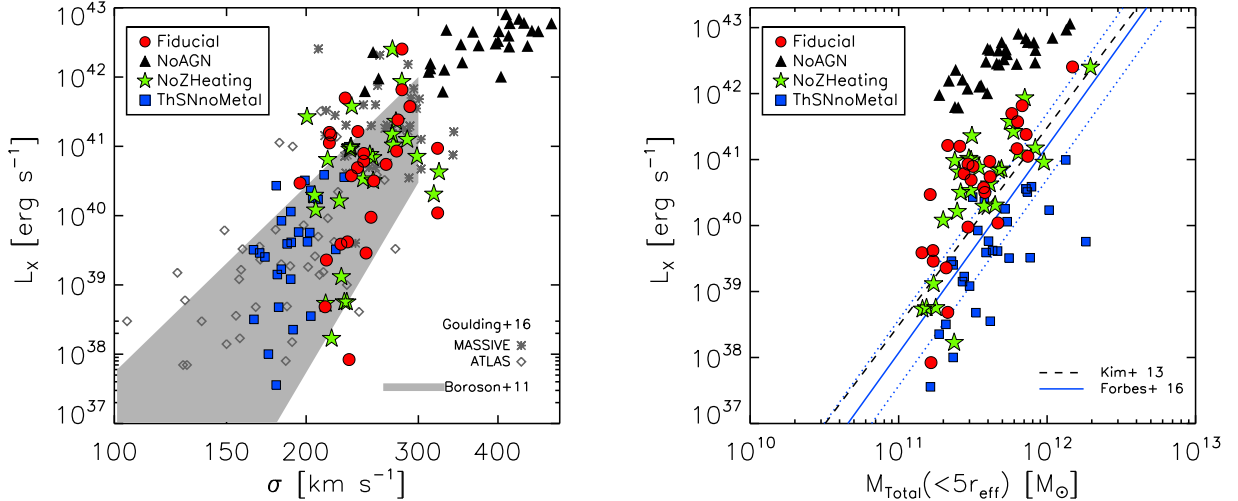 10^43
10^42
10^41
10^40
10^39
10^38
10^37
L_X [erg s^-1]
Fiducial
NoAGN
NoZHeating
ThSNnoMetal
Goulding+16
MASSIVE
ATLAS
Boroson+11
100 150 200 300 400
σ [km s^-1]
10^43
10^42
10^41
10^40
10^39
10^38
10^37
L_X [erg s^-1]
Fiducial
NoAGN
NoZHeating
ThSNnoMetal
Kim+ 13
Forbes+ 16
10^10 10^11 10^12 10^13
M_Total(<5r_eff) [M_⊙]